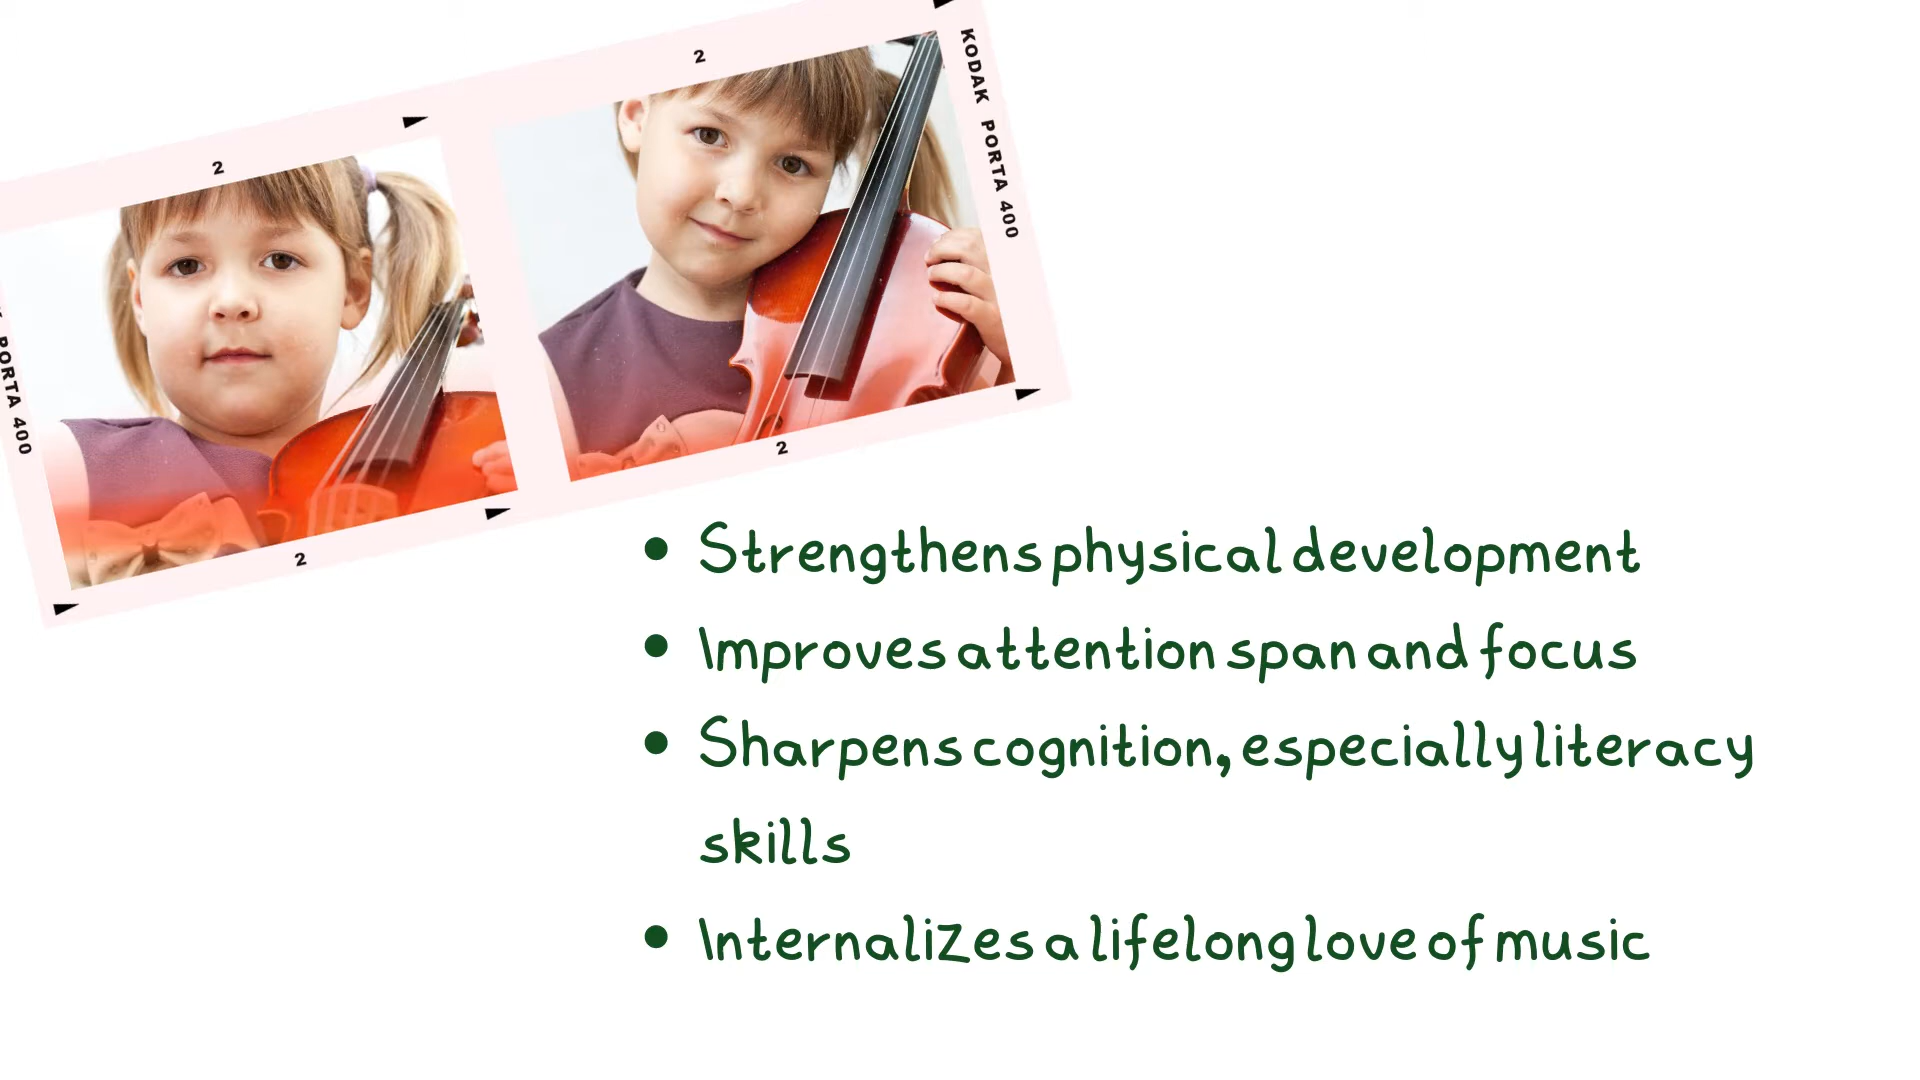 2
2
KODAK PORTA 400
PORTA 400
2
2
• Strengthens physical development
• Improves attention span and focus
• Sharpens cognition, especially literacy
skills
• Internalizes a lifelong love of music